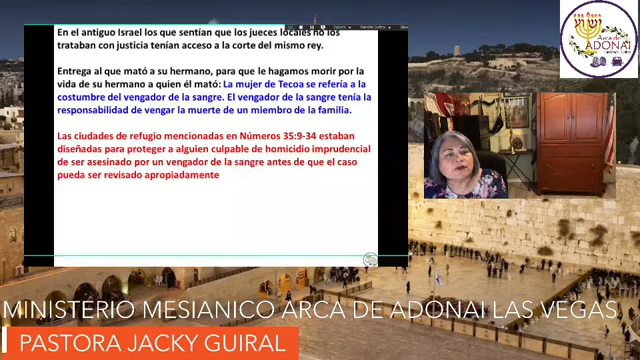 En el antiguo Israel los que sentían que los jueces locales no los
trataban con justicia tenían acceso a la corte del mismo rey.
Entrega al que mató a su hermano, para que le hagamos morir por la
vida de su hermano a quien él mató: La mujer de Tecoa se refería a la
costumbre del vengador de la sangre. El vengador de la sangre tenía la
responsabilidad de vengar la muerte de un miembro de la familia.
Las ciudades de refugio mencionadas en Números 35:9-34 estaban
diseñadas para proteger a alguien culpable de homicidio imprudencial
de ser asesinado por un vengador de la sangre antes de que el caso
pueda ser revisado apropiadamente
Arca de
ADONAI
MINISTERIO MESIANICO ARCA DE ADONAI LAS VEGAS
PASTORA JACKY GUIRAL